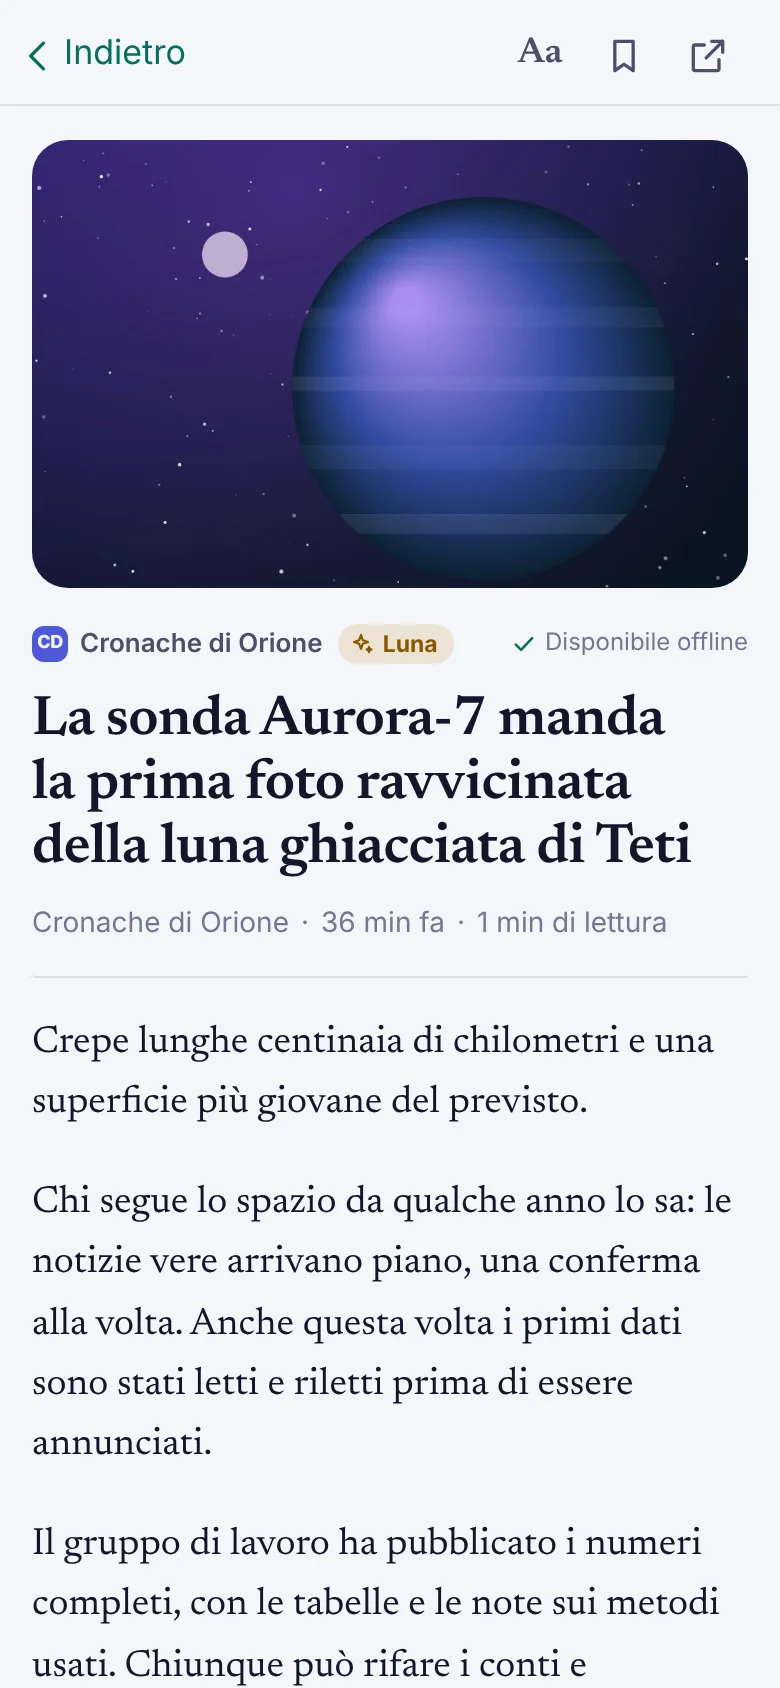 Indietro
Aa
CD Cronache di Orione Luna Disponibile offline
La sonda Aurora-7 manda
la prima foto ravvicinata
della luna ghiacciata di Teti
Cronache di Orione · 36 min fa · 1 min di lettura
Crepe lunghe centinaia di chilometri e una
superficie più giovane del previsto.
Chi segue lo spazio da qualche anno lo sa: le
notizie vere arrivano piano, una conferma
alla volta. Anche questa volta i primi dati
sono stati letti e riletti prima di essere
annunciati.
Il gruppo di lavoro ha pubblicato i numeri
completi, con le tabelle e le note sui metodi
usati. Chiunque può rifare i conti e